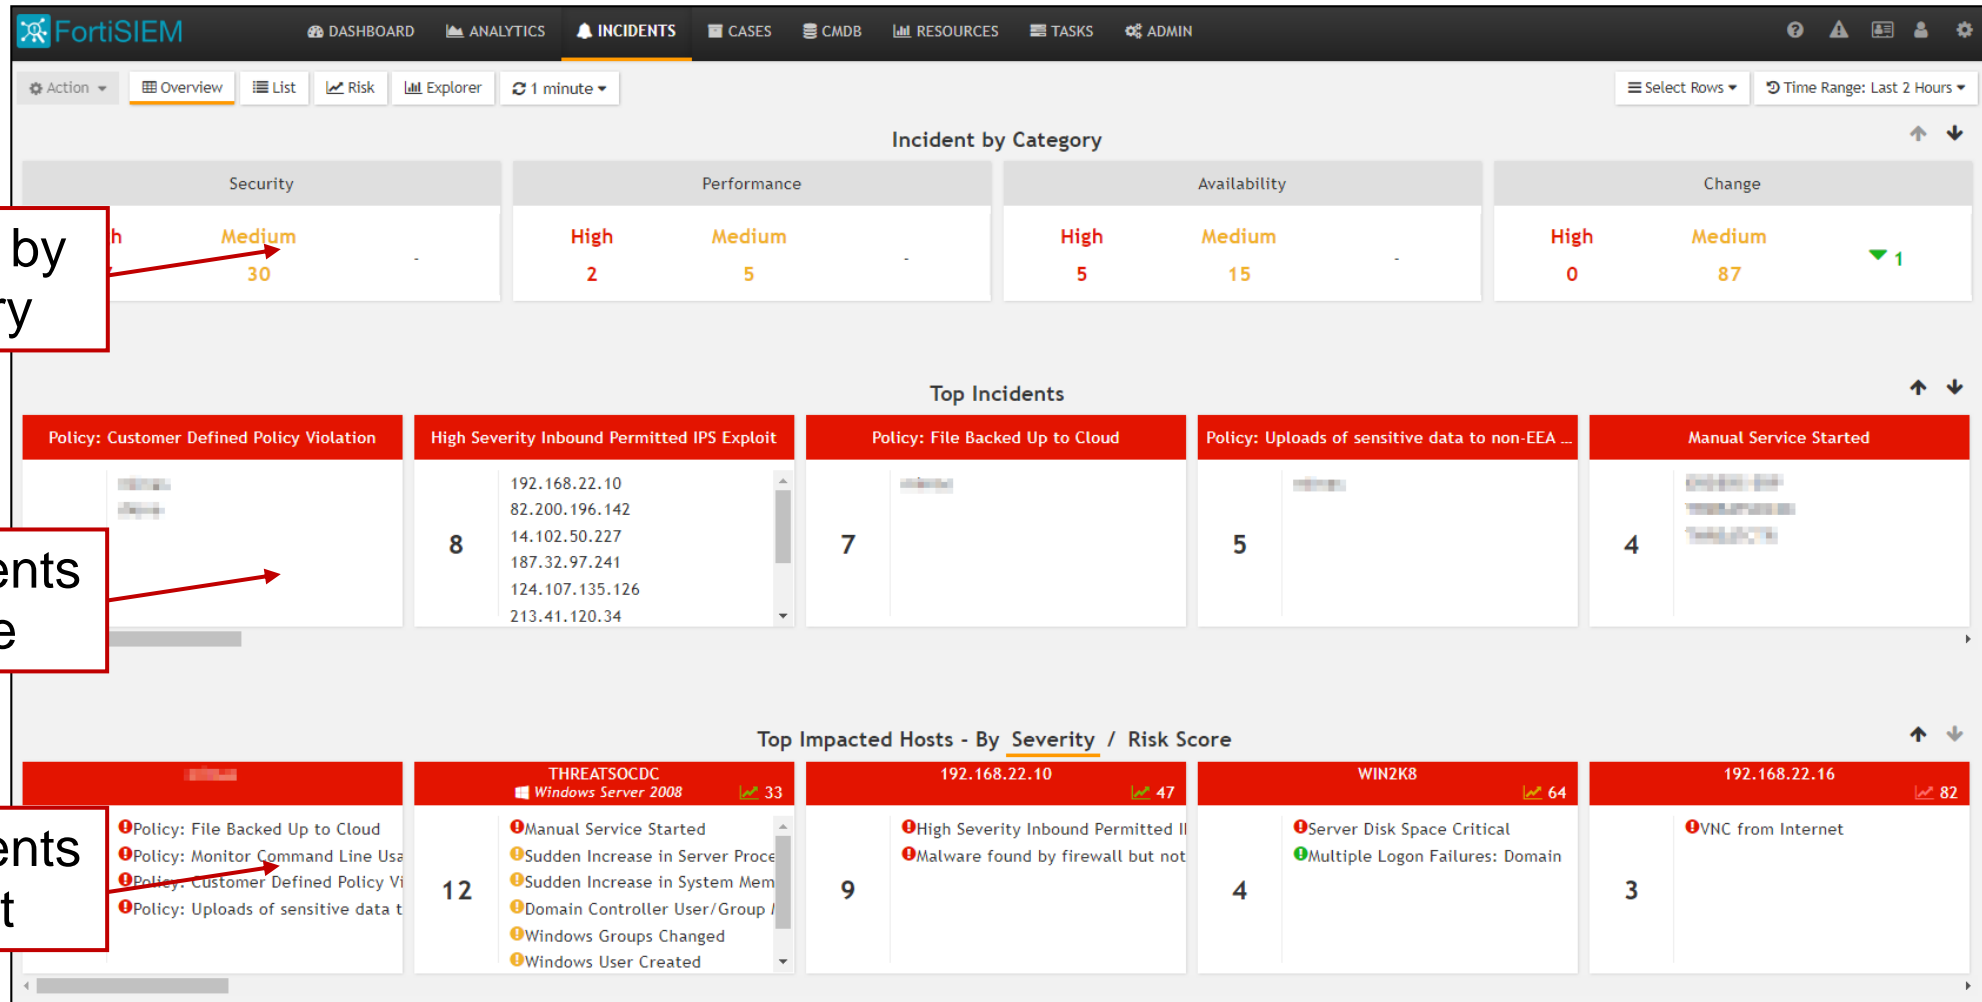 FortiSIEM
DASHBOARD ANALYTICS INCIDENTS CASES CMDB RESOURCES TASKS ADMIN
Action Overview List Risk Explorer 1 minute Select Rows Time Range: Last 2 Hours
Incident by Category
Security Performance Availability Change
Medium High Medium High Medium High Medium
30 - 2 5 - 5 15 - 0 87 1
by
Top Incidents
Policy: Customer Defined Policy Violation
High Severity Inbound Permitted IPS Exploit
8
192.168.22.10
82.200.196.142
14.102.50.227
187.32.97.241
124.107.135.126
213.41.120.34
Policy: File Backed Up to Cloud
7
Policy: Uploads of sensitive data to non-EEA ...
5
Manual Service Started
4
Top Impacted Hosts - By Severity / Risk Score
Policy: File Backed Up to Cloud
Policy: Monitor Command Line Usa
Policy: Customer Defined Policy Vi
Policy: Uploads of sensitive data t
THREATSOCDC
Windows Server 2008 33
12
Manual Service Started
Sudden Increase in Server Proce
Sudden Increase in System Mem
Domain Controller User/Group
Windows Groups Changed
Windows User Created
192.168.22.10
47
9
High Severity Inbound Permitted
Malware found by firewall but not
WIN2K8
64
4
Server Disk Space Critical
Multiple Logon Failures: Domain
192.168.22.16
82
3
VNC from Internet